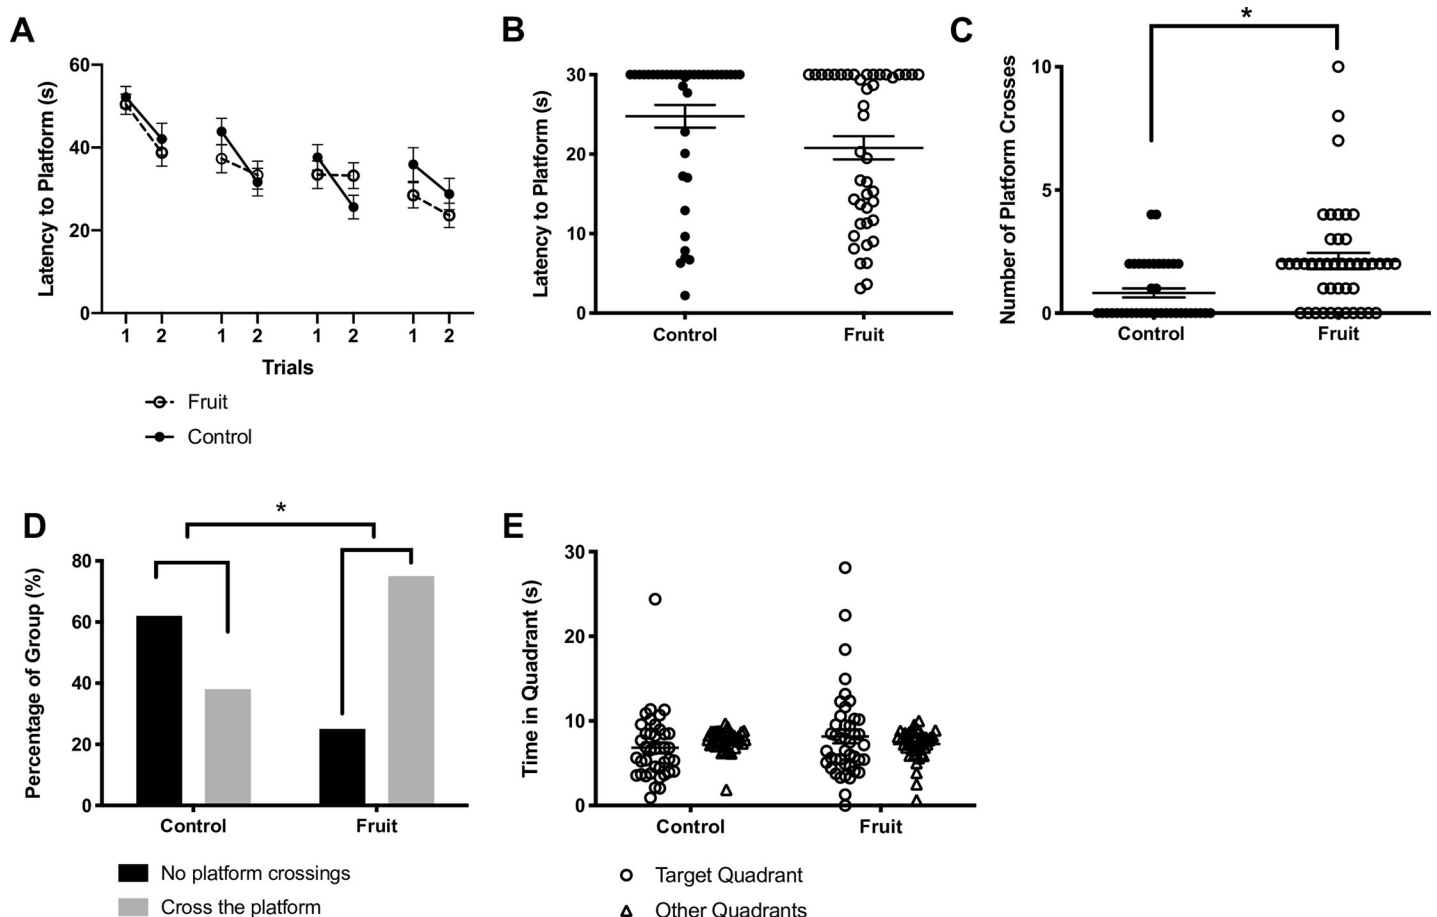 A
Latency to Platform (s)
60
40
20
0
1 2 1 2 1 2 1 2
Trials
Fruit
Control
B
Latency to Platform (s)
30
20
10
0
Control Fruit
C
*
Number of Platform Crosses
10
5
0
Control Fruit
D
*
Percentage of Group (%)
80
60
40
20
0
Control Fruit
No platform crossings
Cross the platform
E
Time in Quadrant (s)
30
20
10
0
Control Fruit
Target Quadrant
Other Quadrants